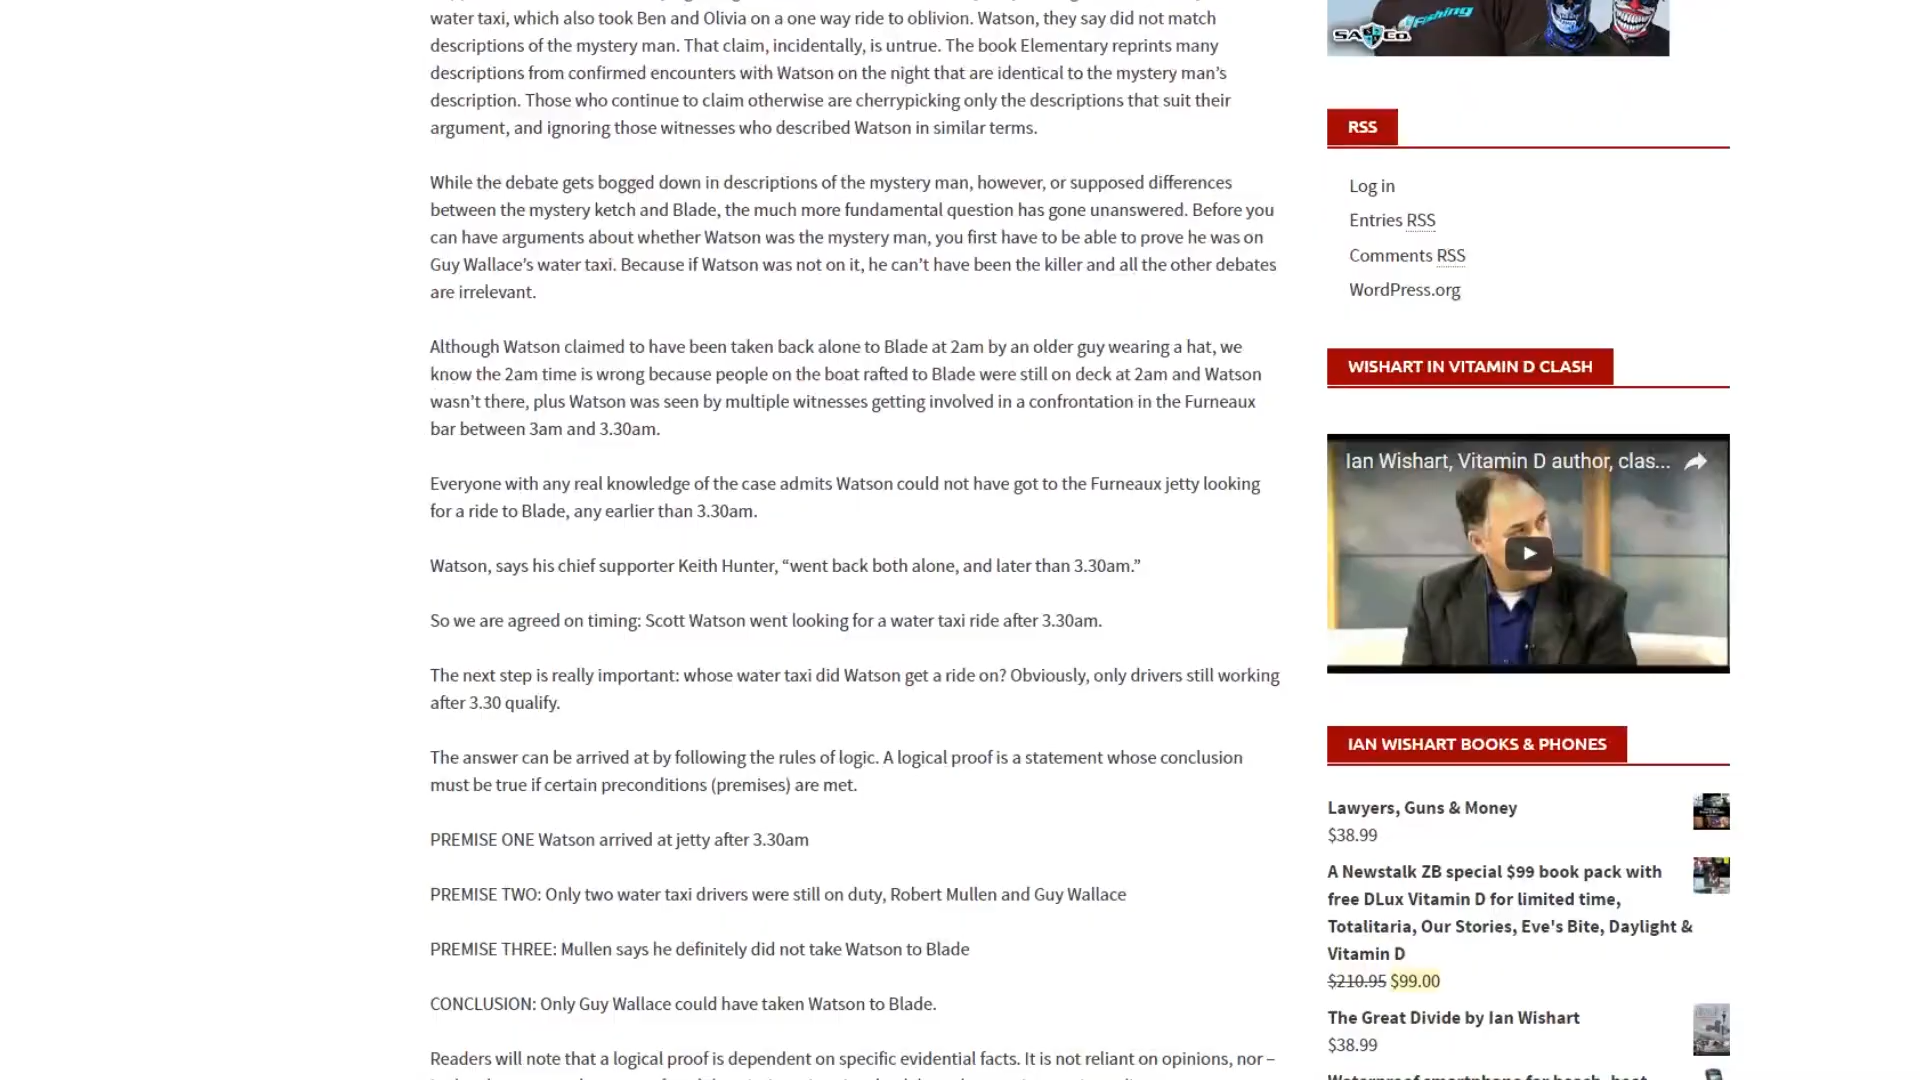 water taxi, which also took Ben and Olivia on a one way ride to oblivion. Watson, they say did not match
descriptions of the mystery man. That claim, incidentally, is untrue. The book Elementary reprints many
descriptions from confirmed encounters with Watson on the night that are identical to the mystery man’s
description. Those who continue to claim otherwise are cherrypicking only the descriptions that suit their
argument, and ignoring those witnesses who described Watson in similar terms.
While the debate gets bogged down in descriptions of the mystery man, however, or supposed differences
between the mystery ketch and Blade, the much more fundamental question has gone unanswered. Before you
can have arguments about whether Watson was the mystery man, you first have to be able to prove he was on
Guy Wallace’s water taxi. Because if Watson was not on it, he can’t have been the killer and all the other debates
are irrelevant.
Although Watson claimed to have been taken back alone to Blade at 2am by an older guy wearing a hat, we
know the 2am time is wrong because people on the boat rafted to Blade were still on deck at 2am and Watson
wasn’t there, plus Watson was seen by multiple witnesses getting involved in a confrontation in the Furneaux
bar between 3am and 3.30am.
Everyone with any real knowledge of the case admits Watson could not have got to the Furneaux jetty looking
for a ride to Blade, any earlier than 3.30am.
Watson, says his chief supporter Keith Hunter, “went back both alone, and later than 3.30am.”
So we are agreed on timing: Scott Watson went looking for a water taxi ride after 3.30am.
The next step is really important: whose water taxi did Watson get a ride on? Obviously, only drivers still working
after 3.30 qualify.
The answer can be arrived at by following the rules of logic. A logical proof is a statement whose conclusion
must be true if certain preconditions (premises) are met.
PREMISE ONE Watson arrived at jetty after 3.30am
PREMISE TWO: Only two water taxi drivers were still on duty, Robert Mullen and Guy Wallace
PREMISE THREE: Mullen says he definitely did not take Watson to Blade
CONCLUSION: Only Guy Wallace could have taken Watson to Blade.
Readers will note that a logical proof is dependent on specific evidential facts. It is not reliant on opinions, nor –
Fishing
SA Co.
RSS
Log in
Entries RSS
Comments RSS
WordPress.org
WISHART IN VITAMIN D CLASH
Ian Wishart, Vitamin D author, clas...
IAN WISHART BOOKS & PHONES
Lawyers, Guns & Money
$38.99
A Newstalk ZB special $99 book pack with
free DLux Vitamin D for limited time,
Totalitaria, Our Stories, Eve's Bite, Daylight &
Vitamin D
$210.95 $99.00
The Great Divide by Ian Wishart
$38.99